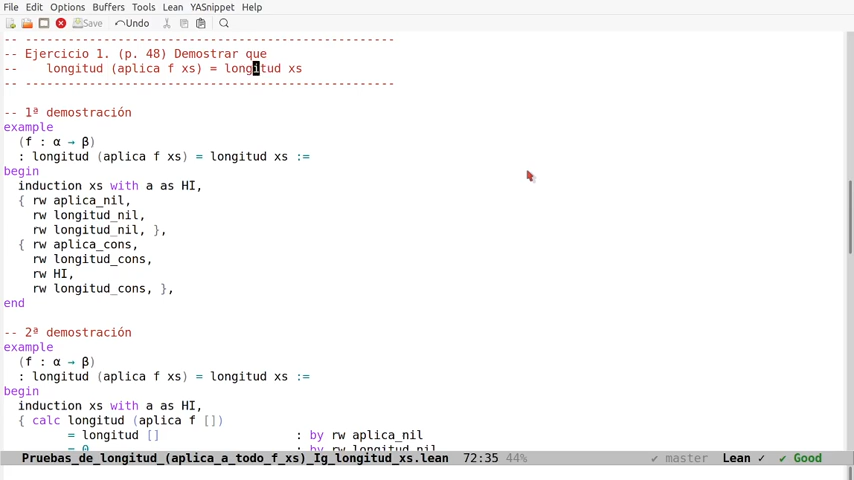 File Edit Options Buffers Tools Lean YASnippet Help
Save Undo
-- ----------------------------------------------------
-- Ejercicio 1. (p. 48) Demostrar que
--    longitud (aplica f xs) = longitud xs
-- ----------------------------------------------------
-- 1ª demostración
example
  (f : α → β)
  : longitud (aplica f xs) = longitud xs :=
begin
  induction xs with a as HI,
  { rw aplica_nil,
    rw longitud_nil,
    rw longitud_nil, },
  { rw aplica_cons,
    rw longitud_cons,
    rw HI,
    rw longitud_cons, },
end
-- 2ª demostración
example
  (f : α → β)
  : longitud (aplica f xs) = longitud xs :=
begin
  induction xs with a as HI,
  { calc longitud (aplica f [])
         = longitud []                   : by rw aplica_nil
     ... = 0                             : by rw longitud_nil
Pruebas_de_longitud_(aplica_a_todo_f_xs)_Ig_longitud_xs.lean 72:35 44% ✓ master Lean ✓ ✓ Good